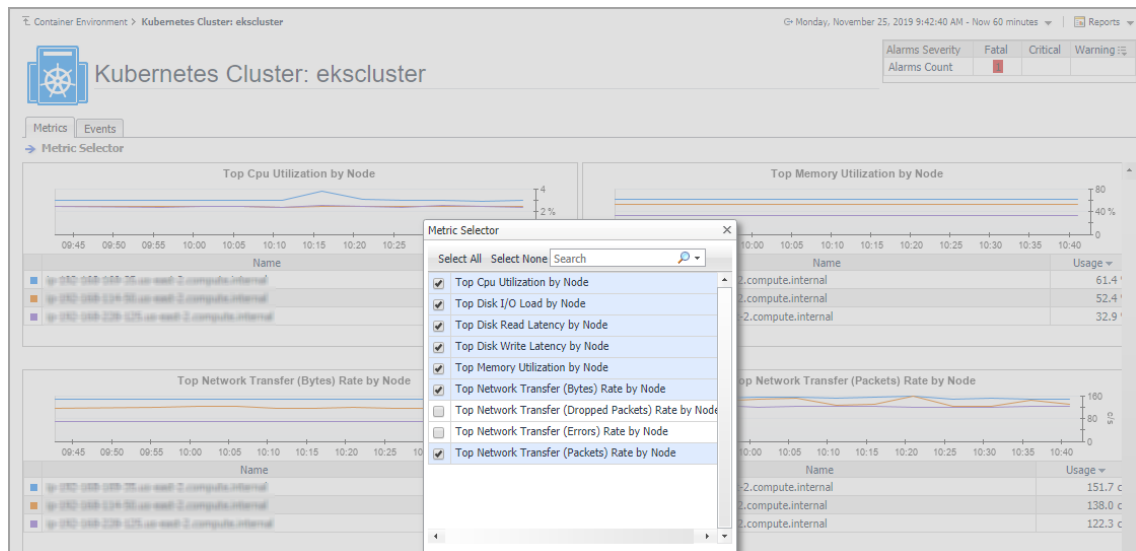 Container Environment > Kubernetes Cluster: ekscluster
Monday, November 25, 2019 9:42:40 AM - Now 60 minutes
Reports
Kubernetes Cluster: ekscluster
Alarms Severity Fatal Critical Warning
Alarms Count 1
Metrics Events
Metric Selector
Top Cpu Utilization by Node
4
2 %
09:45 09:50 09:55 10:00 10:05 10:10 10:15 10:20 10:25
Name
Top Memory Utilization by Node
80
40 %
0
10:00 10:05 10:10 10:15 10:20 10:25 10:30 10:35 10:40
Name Usage
2.compute.internal 61.4
2.compute.internal 52.4
-2.compute.internal 32.9
Metric Selector
Select All Select None Search
Top Cpu Utilization by Node
Top Disk I/O Load by Node
Top Disk Read Latency by Node
Top Disk Write Latency by Node
Top Memory Utilization by Node
Top Network Transfer (Bytes) Rate by Node
Top Network Transfer (Dropped Packets) Rate by Node
Top Network Transfer (Errors) Rate by Node
Top Network Transfer (Packets) Rate by Node
Top Network Transfer (Bytes) Rate by Node
09:45 09:50 09:55 10:00 10:05 10:10 10:15 10:20 10:25 10
Name
op Network Transfer (Packets) Rate by Node
160
80 c/s
0
10:00 10:05 10:10 10:15 10:20 10:25 10:30 10:35 10:40
Name Usage
-2.compute.internal 151.7 c
2.compute.internal 138.0 c
2.compute.internal 122.3 c